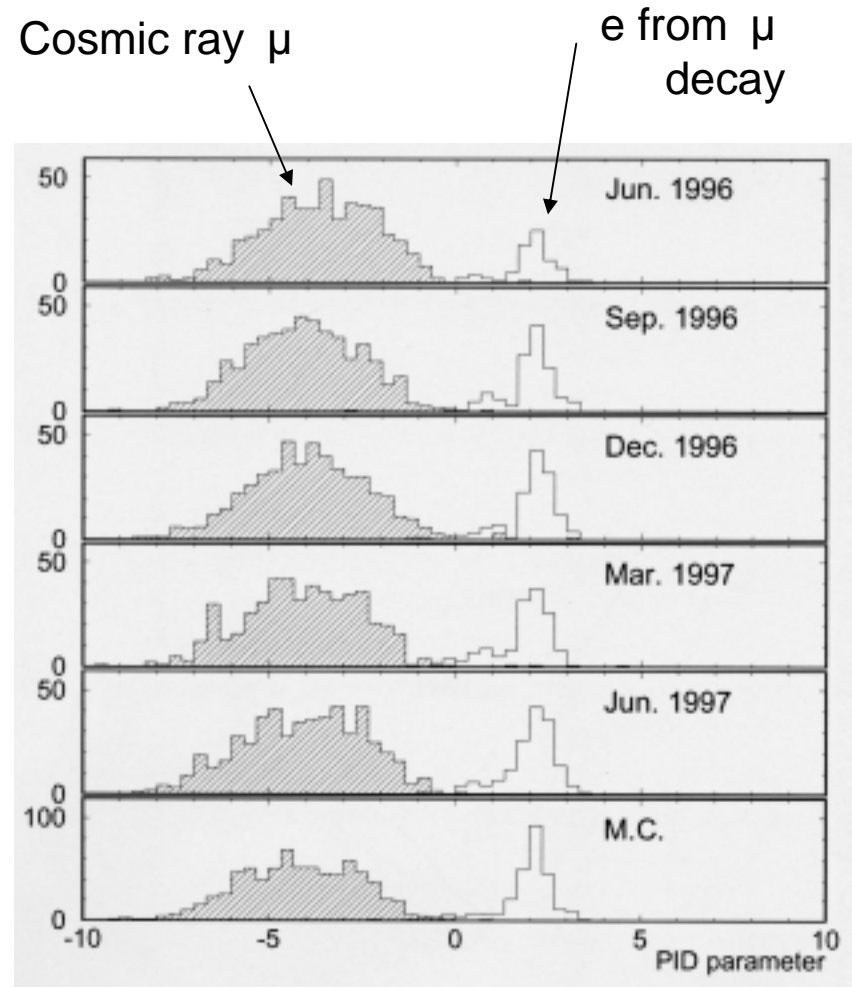 Cosmic ray μ
e from μ
decay
50
Jun. 1996
0
50
Sep. 1996
0
50
Dec. 1996
0
50
Mar. 1997
0
50
Jun. 1997
0
100
M.C.
0
-10 -5 0 5 10
PID parameter